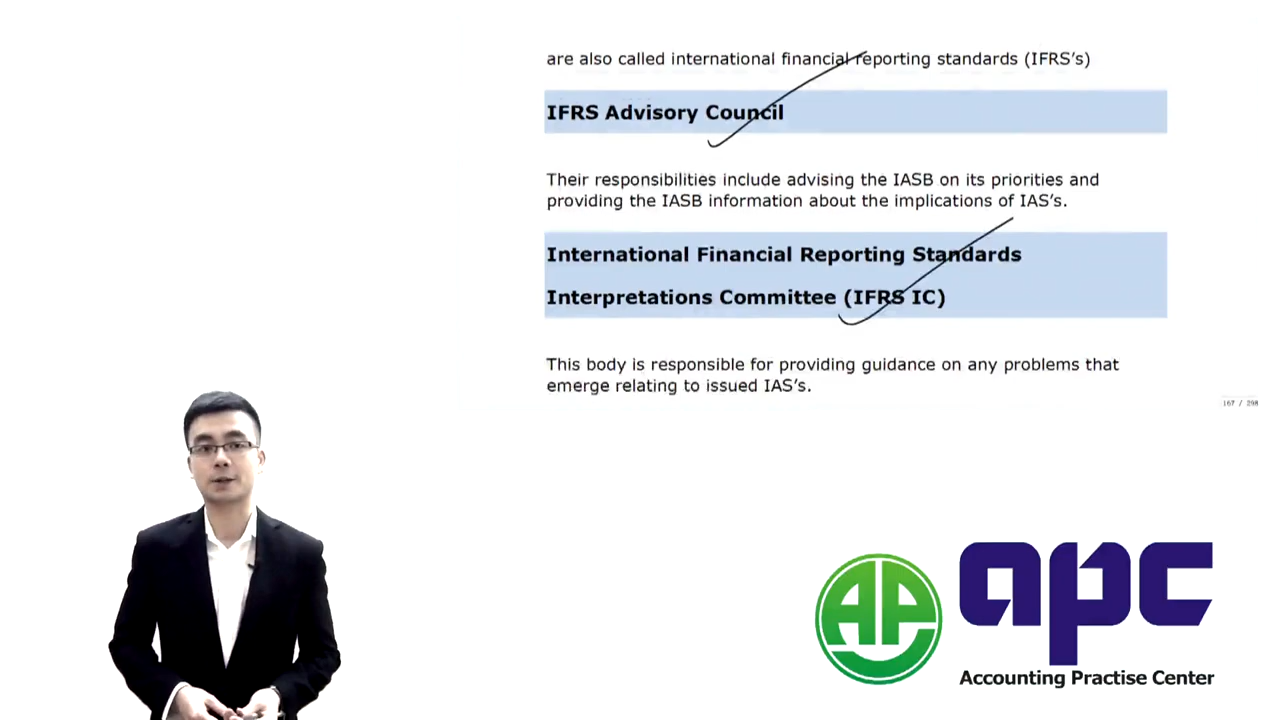 are also called international financial reporting standards (IFRS's)
IFRS Advisory Council
Their responsibilities include advising the IASB on its priorities and
providing the IASB information about the implications of IAS's.
International Financial Reporting Standards
Interpretations Committee (IFRS IC)
This body is responsible for providing guidance on any problems that
emerge relating to issued IAS's.
167 / 298
AP
apc
Accounting Practise Center